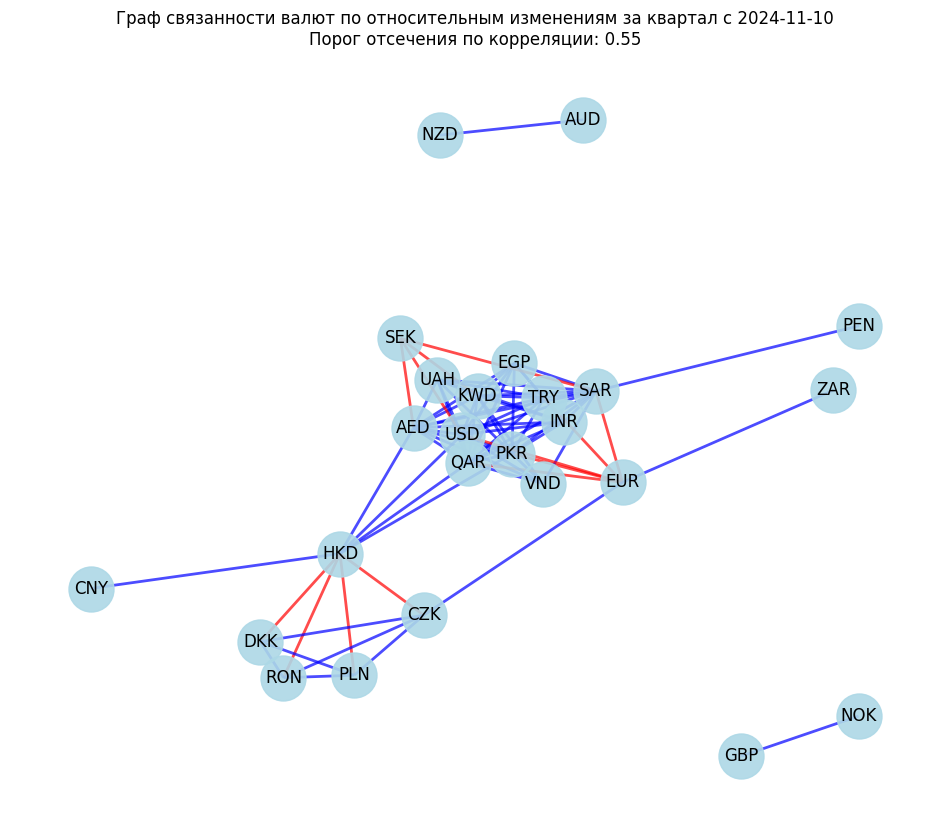 Граф связанности валют по относительным изменениям за квартал с 2024-11-10
Порог отсечения по корреляции: 0.55
AUD
NZD
PEN
SEK
EGP
UAH
ZAR
SAR
KWD
TRY
INR
AED
USD
PKR
QAR
EUR
VND
HKD
CNY
CZK
DKK
PLN
RON
NOK
GBP